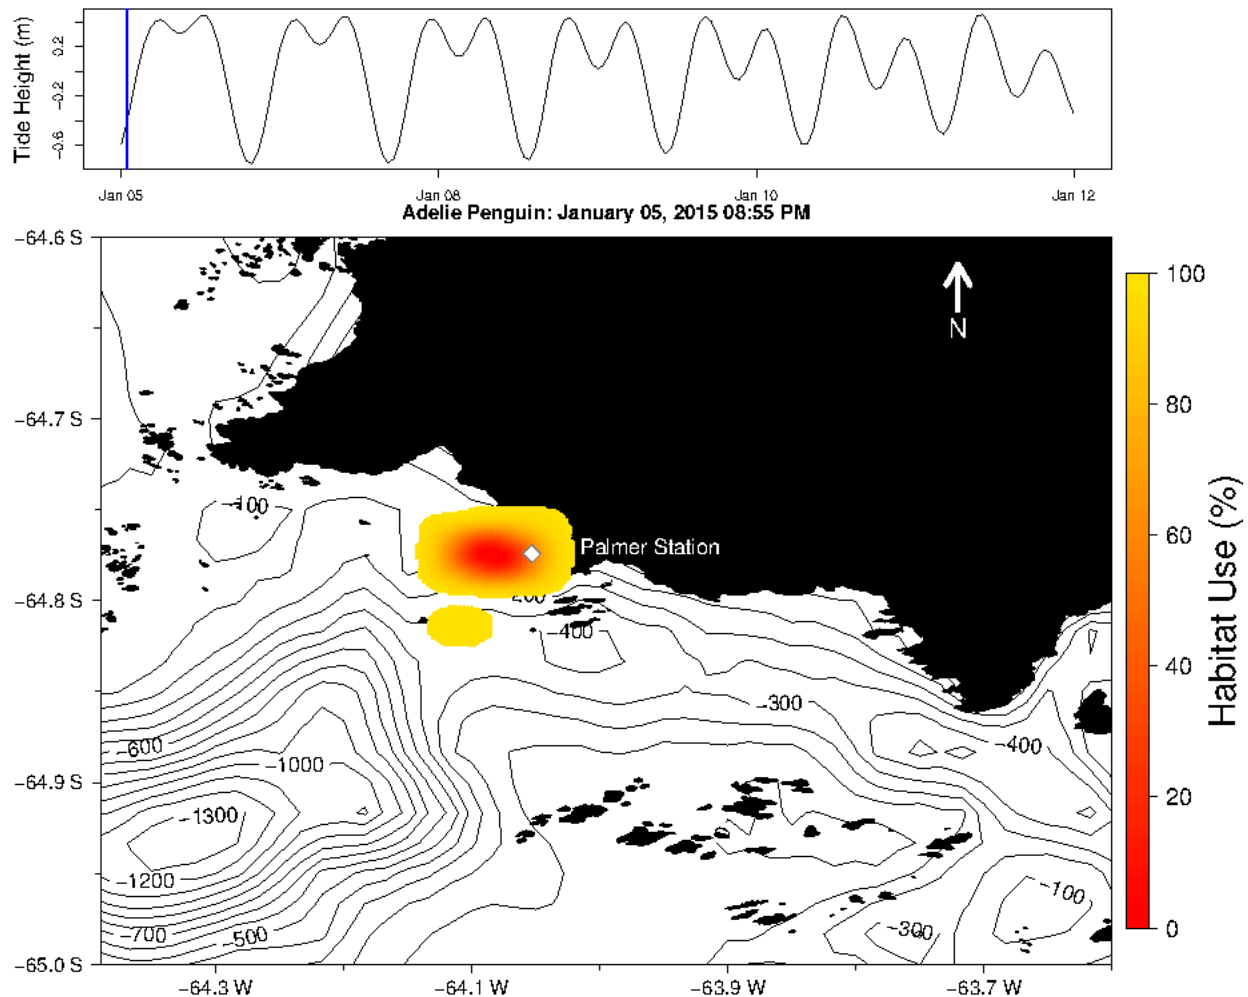 Tide Height (m)
0.2
-0.2
-0.6
Jan 05
Jan 08
Jan 10
Jan 12
Adelie Penguin: January 05, 2015 08:55 PM
-64.6 S
-64.7 S
-64.8 S
-64.9 S
-65.0 S
N
Palmer Station
-100
-200
-400
-300
-400
-600
-1000
-1300
-1200
-700
-500
0
-100
-300
-64.3 W
-64.1 W
-63.9 W
-63.7 W
100
80
60
40
20
0
Habitat Use (%)